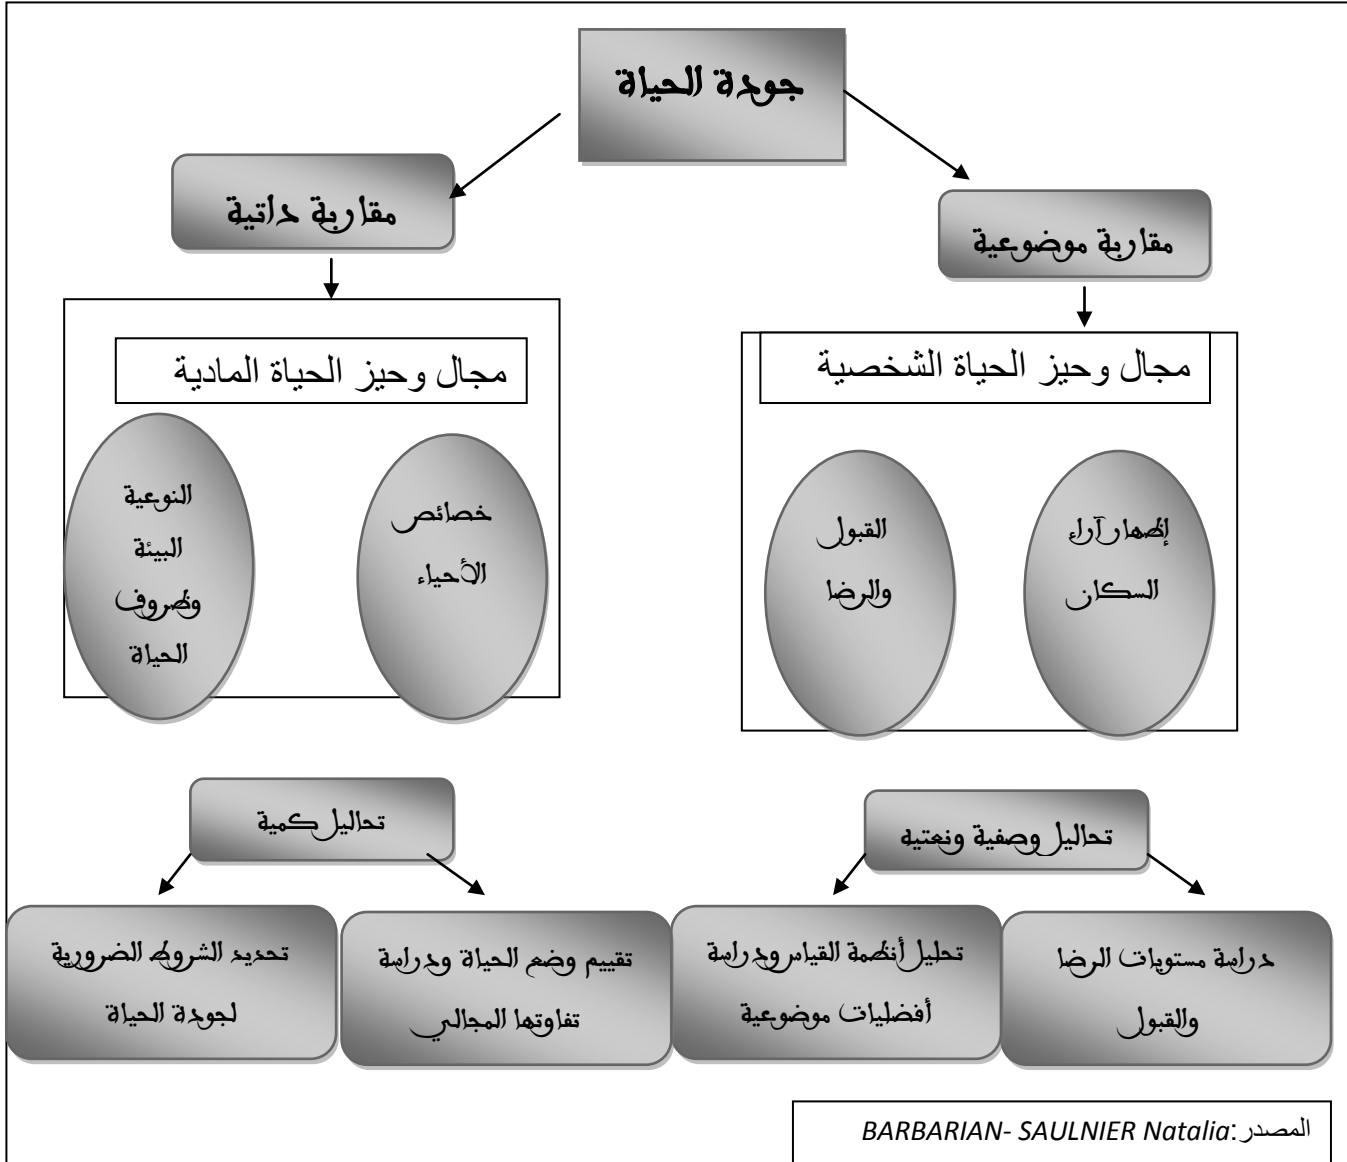 جودة الحياة
مقاربة موضوعية
مقاربة داتية
مجال وحيز الحياة الشخصية
إظهار آراء
السكان
القبول
والرضا
مجال وحيز الحياة المادية
خصائص
الأحياء
النوعية
البيئة
وظروف
الحياة
تحاليل وصفية ونعتيه
تحاليل كمية
دراسة مستويات الرضا
والقبول
تحليل أنظمة القياس ودراسة
أفضليات موضوعية
تقييم وضع الحياة ودراسة
تفاوتها المجالي
تحديد الشروط الضرورية
لجودة الحياة
المصدر:BARBARIAN- SAULNIER Natalia